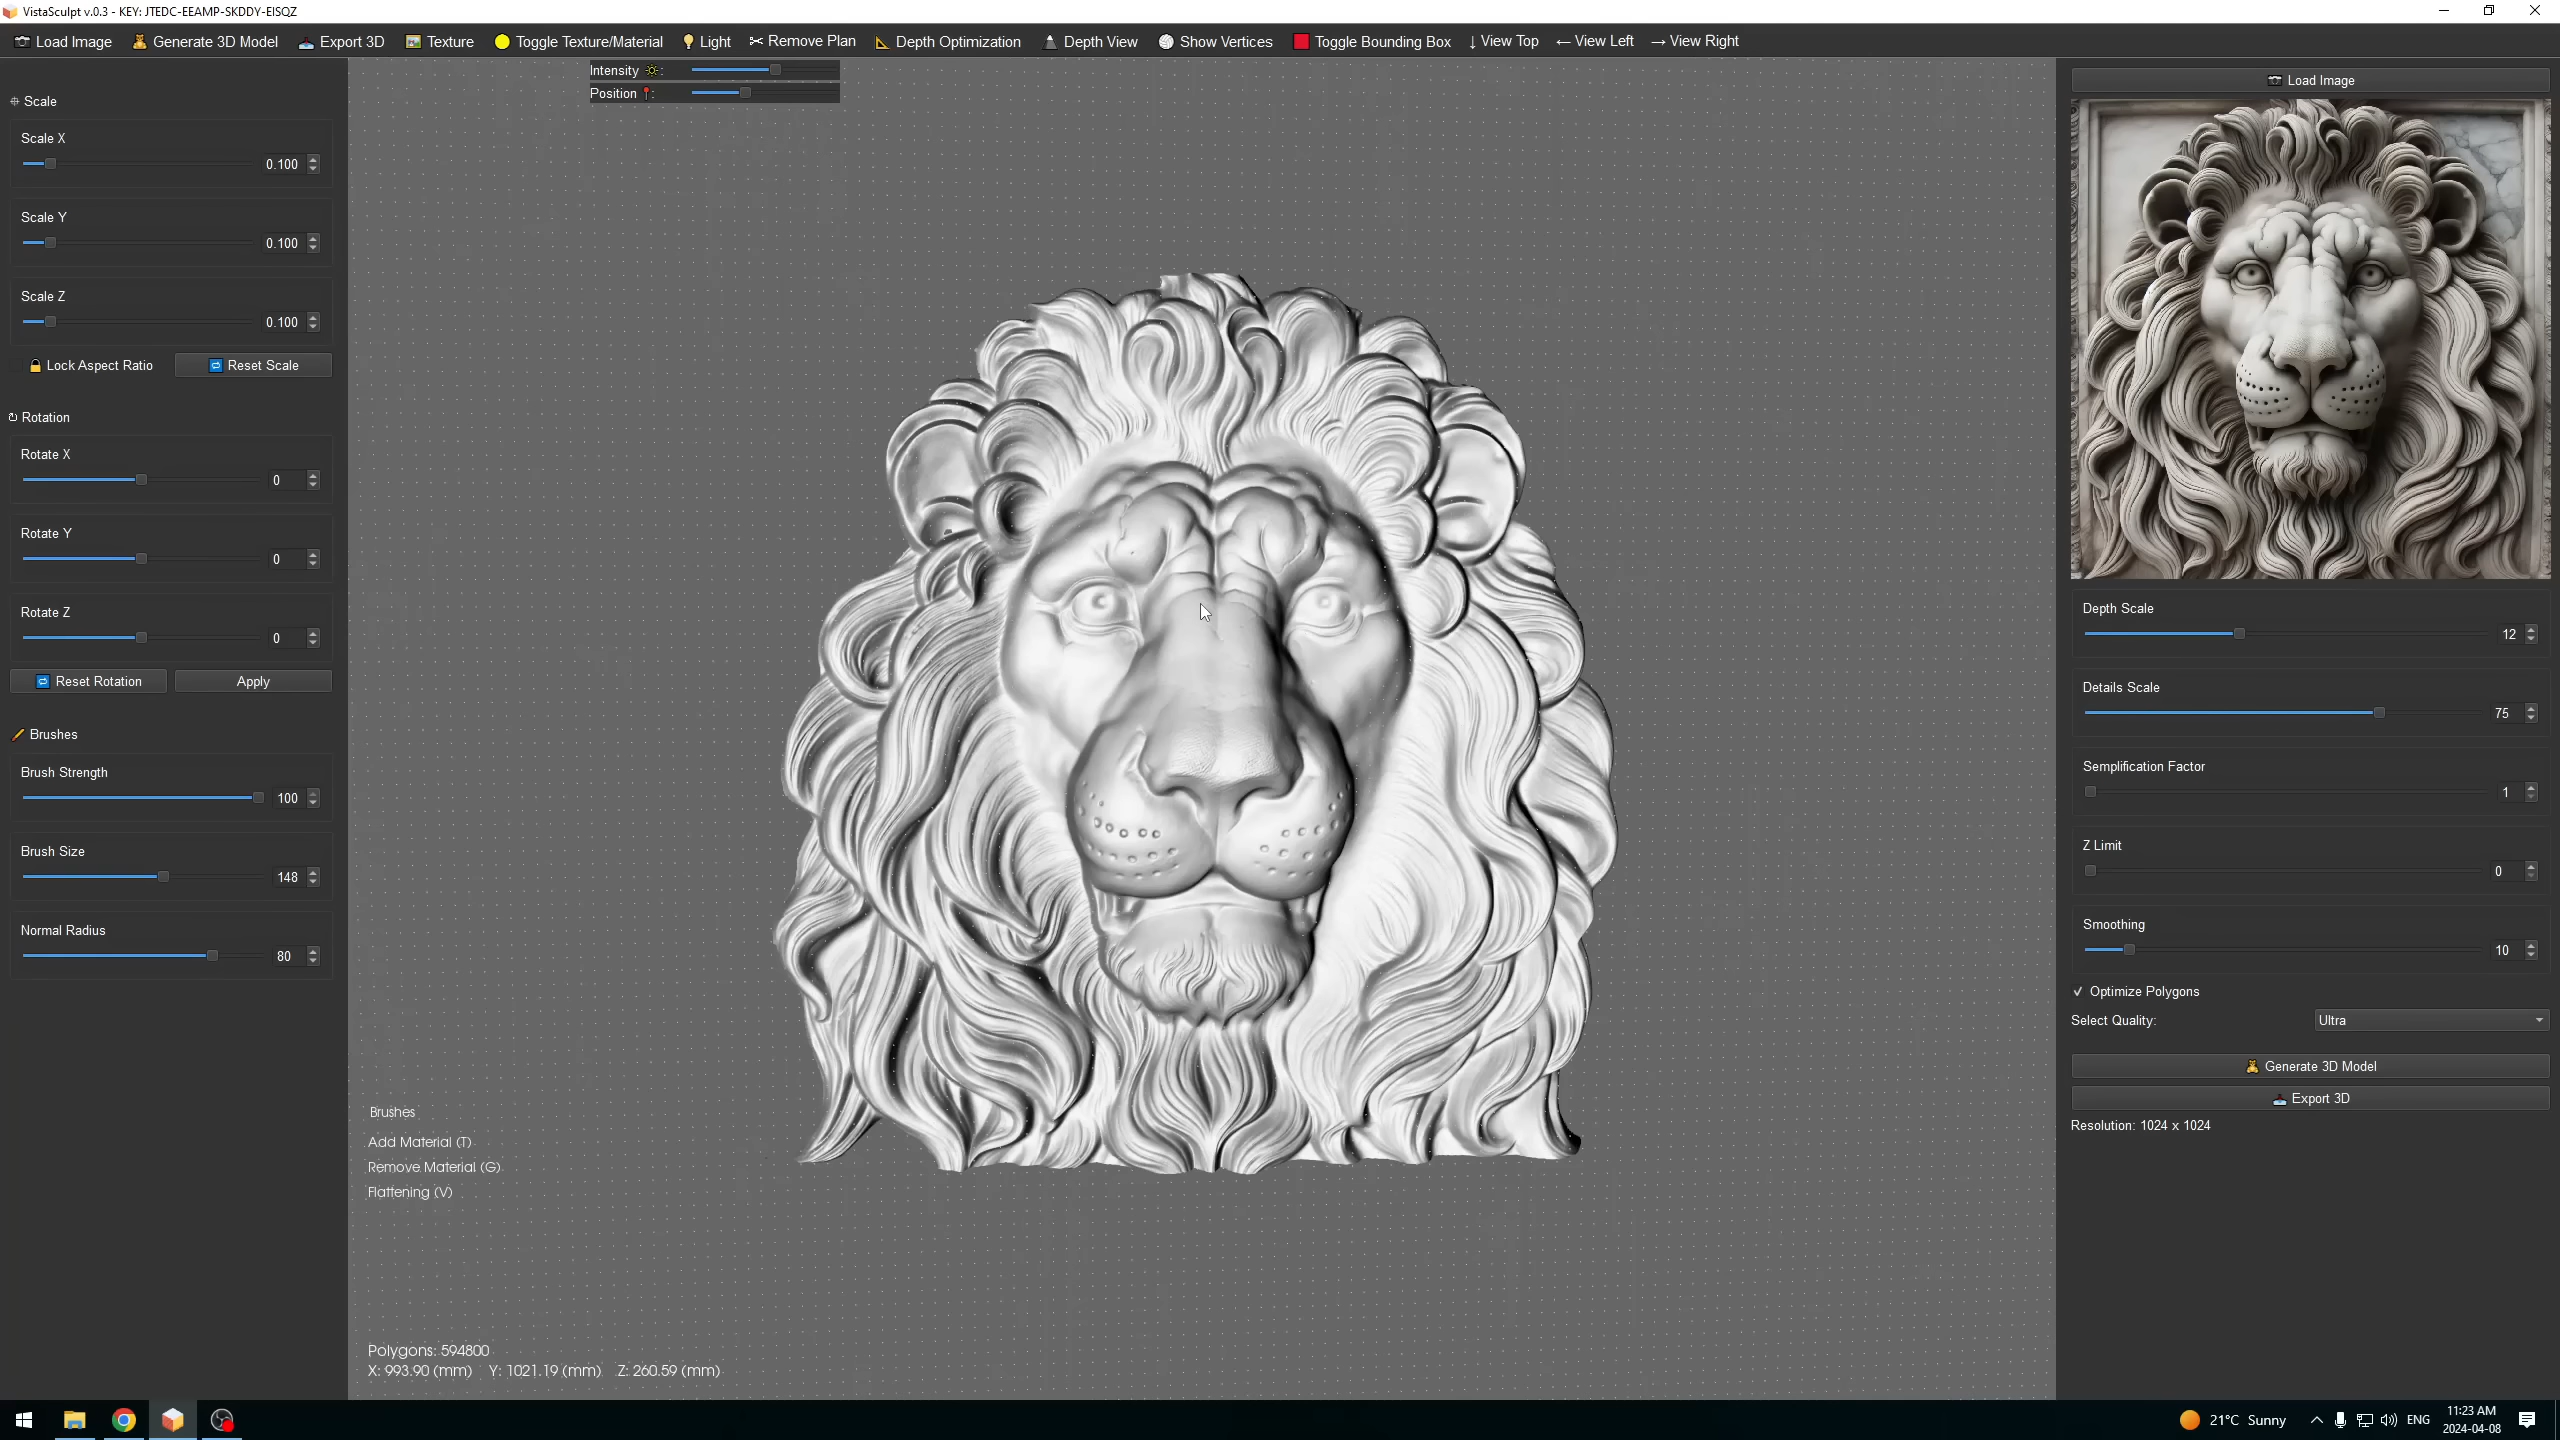 VistaSculpt v.0.3 - KEY: JTEDC-EEAMP-SKDDY-EISQZ
Load Image Generate 3D Model Export 3D Texture Toggle Texture/Material Light Remove Plan Depth Optimization Depth View Show Vertices Toggle Bounding Box ↓ View Top ← View Left → View Right
Intensity :
Position :
Scale
Scale X
0.100
Scale Y
0.100
Scale Z
0.100
Lock Aspect Ratio Reset Scale
Rotation
Rotate X
0
Rotate Y
0
Rotate Z
0
Reset Rotation Apply
Brushes
Brush Strength
100
Brush Size
148
Normal Radius
80
Brushes
Add Material (T)
Remove Material (G)
Flattening (V)
Polygons: 594800
X: 993.90 (mm) Y: 1021.19 (mm) Z: 260.59 (mm)
Load Image
Depth Scale
12
Details Scale
75
Semplification Factor
1
Z Limit
0
Smoothing
10
Optimize Polygons
Select Quality: Ultra
Generate 3D Model
Export 3D
Resolution: 1024 x 1024
21°C Sunny ENG 11:23 AM
2024-04-08